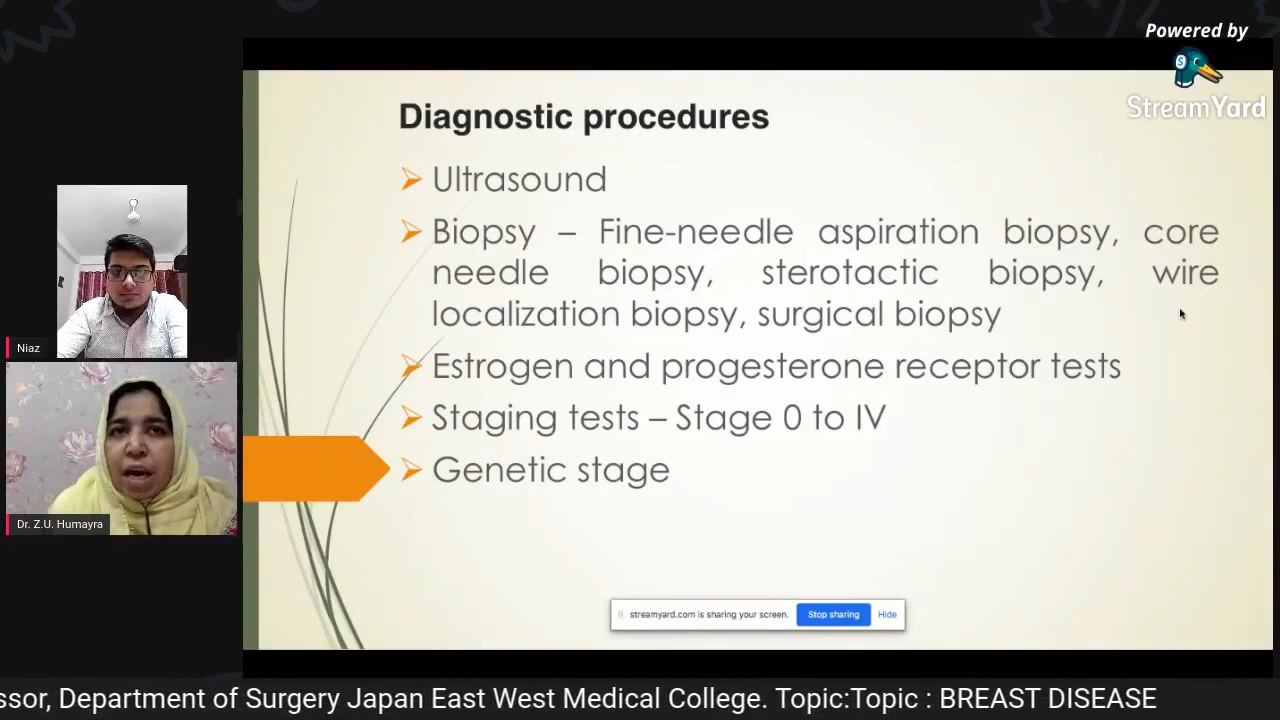 Powered by
StreamYard
Diagnostic procedures
Ultrasound
Biopsy – Fine-needle aspiration biopsy, core
needle biopsy, sterotactic biopsy, wire
localization biopsy, surgical biopsy
Estrogen and progesterone receptor tests
Staging tests – Stage 0 to IV
Genetic stage
Niaz
Dr. Z.U. Humayra
streamyard.com is sharing your screen. Stop sharing Hide
ssor, Department of Surgery Japan East West Medical College. Topic:Topic : BREAST DISEASE